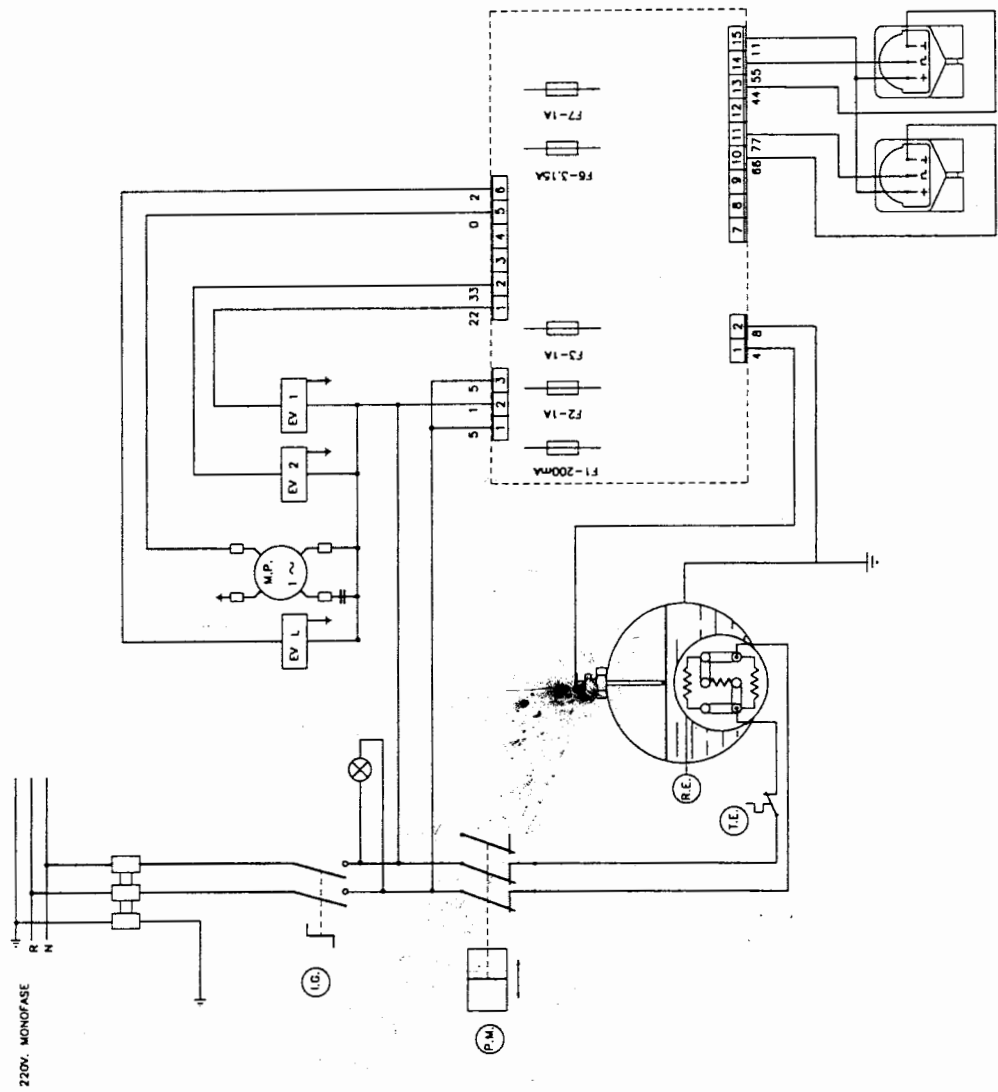 220V. MONOFASE
R
N
I.G.
P.M.
R.E.
T.E.
EV L
M.P.
1 ~
EV 2
EV 1
5
1
5
1
2
3
22
33
0
2
1
2
3
4
5
6
F1-200mA
F2-1A
F3-1A
F6-3.15A
F7-1A
1
2
4
8
7
8
9
10
11
12
13
14
15
66
77
44
55
11
+
+